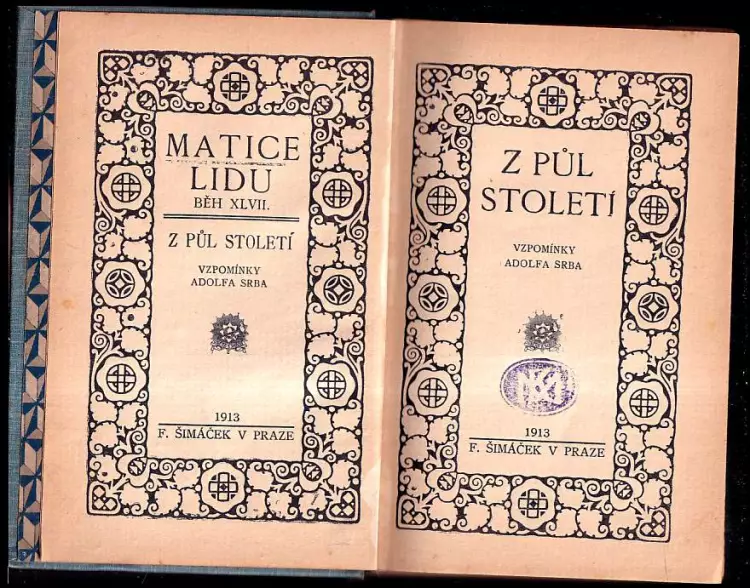 MATICE
LIDU
BĚH XLVII.
Z PŮL STOLETÍ
VZPOMÍNKY
ADOLFA SRBA
1913
F. ŠIMÁČEK V PRAZE
Z PŮL
STOLETÍ
VZPOMÍNKY
ADOLFA SRBA
1913
F. ŠIMÁČEK V PRAZE